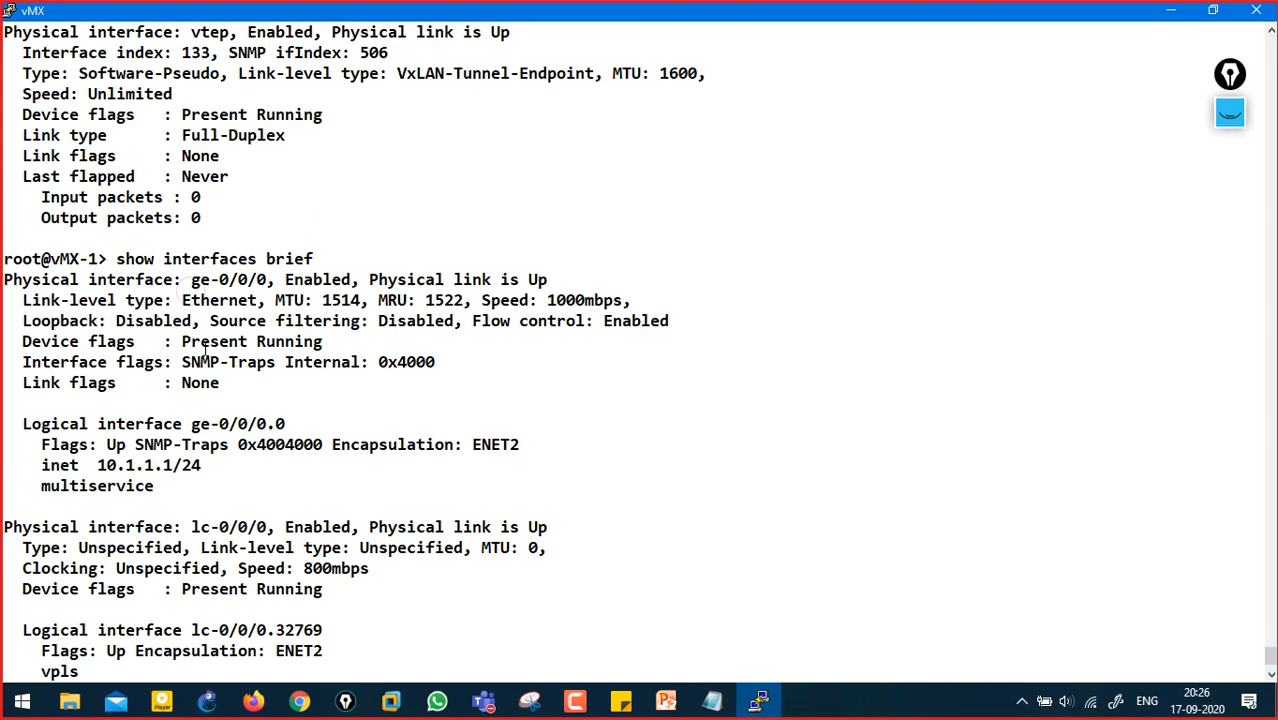 vMX
Physical interface: vtep, Enabled, Physical link is Up
  Interface index: 133, SNMP ifIndex: 506
  Type: Software-Pseudo, Link-level type: VxLAN-Tunnel-Endpoint, MTU: 1600,
  Speed: Unlimited
  Device flags   : Present Running
  Link type      : Full-Duplex
  Link flags     : None
  Last flapped   : Never
    Input packets : 0
    Output packets: 0
root@vMX-1> show interfaces brief
Physical interface: ge-0/0/0, Enabled, Physical link is Up
  Link-level type: Ethernet, MTU: 1514, MRU: 1522, Speed: 1000mbps,
  Loopback: Disabled, Source filtering: Disabled, Flow control: Enabled
  Device flags   : Present Running
  Interface flags: SNMP-Traps Internal: 0x4000
  Link flags     : None
  Logical interface ge-0/0/0.0
    Flags: Up SNMP-Traps 0x4004000 Encapsulation: ENET2
    inet  10.1.1.1/24
    multiservice
Physical interface: lc-0/0/0, Enabled, Physical link is Up
  Type: Unspecified, Link-level type: Unspecified, MTU: 0,
  Clocking: Unspecified, Speed: 800mbps
  Device flags   : Present Running
  Logical interface lc-0/0/0.32769
    Flags: Up Encapsulation: ENET2
    vpls
Player
ENG
20:26
17-09-2020